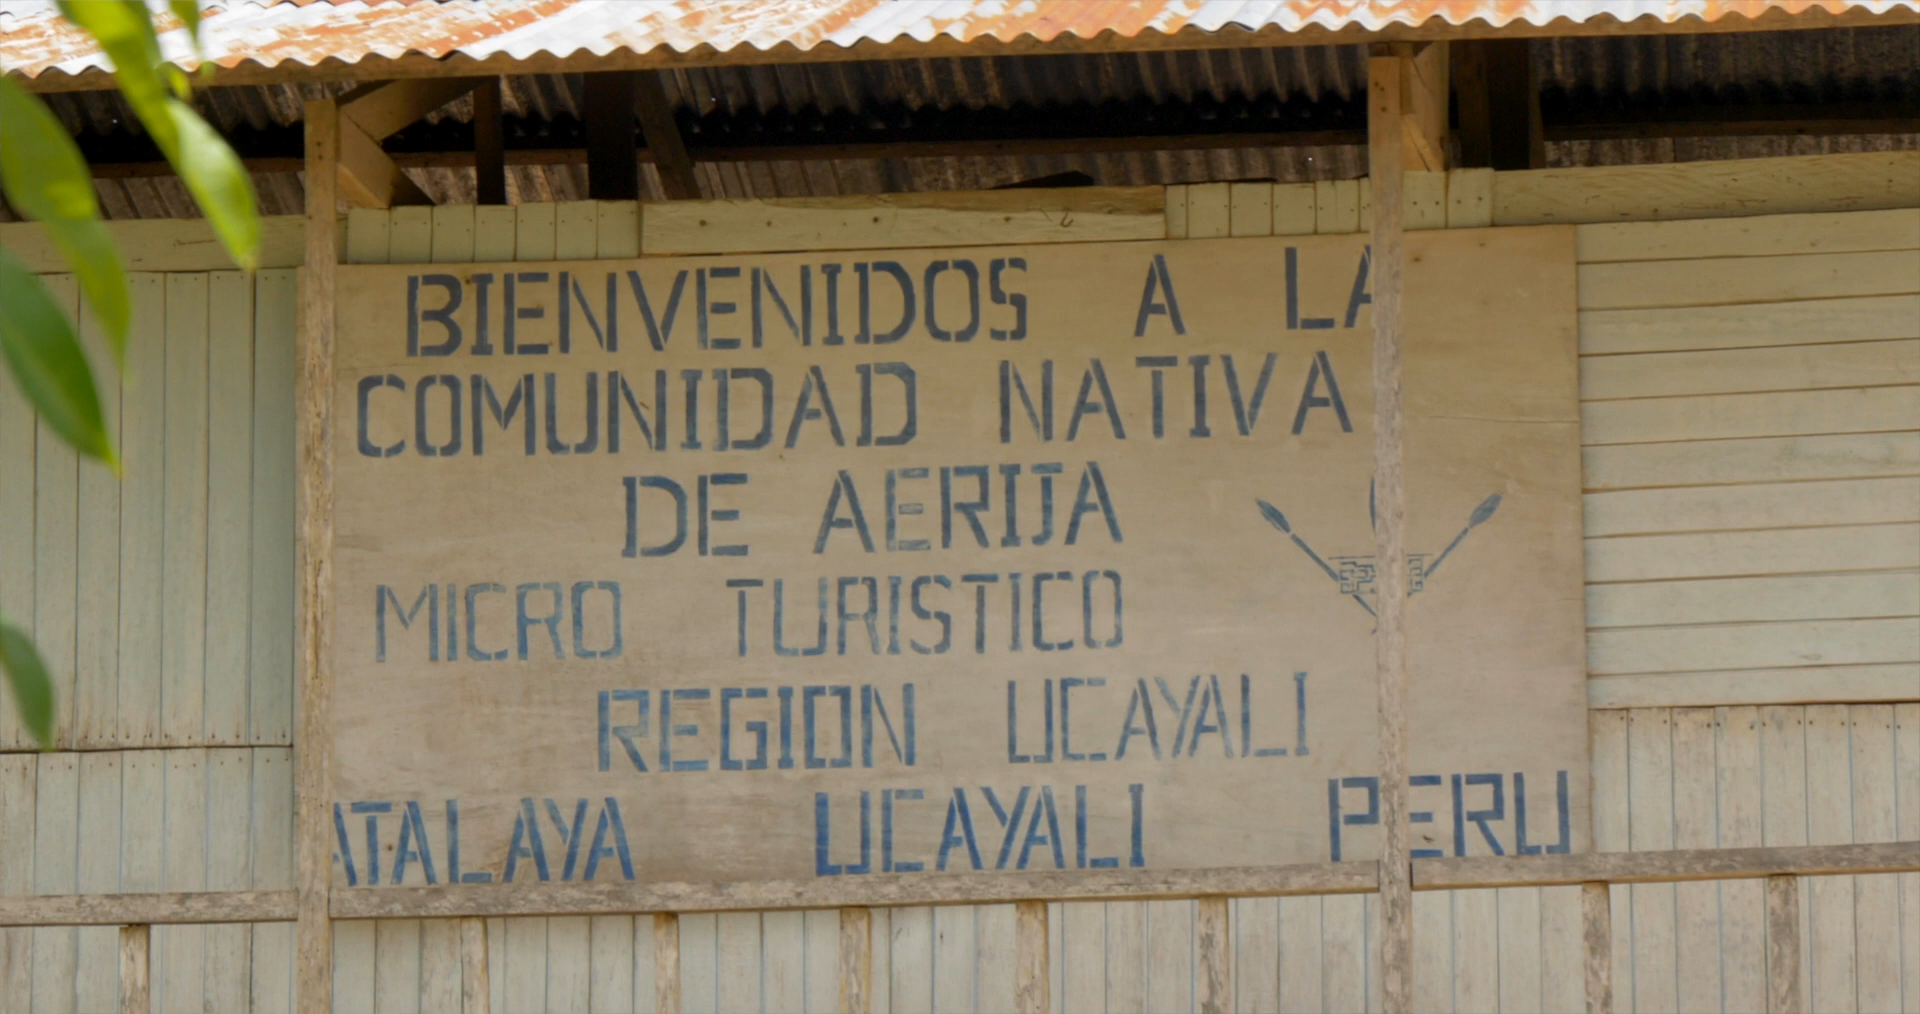 BIENVENIDOS A LA
COMUNIDAD NATIVA
DE AERIJA
MICRO TURISTICO
REGION UCAYALI
ATALAYA UCAYALI PERU